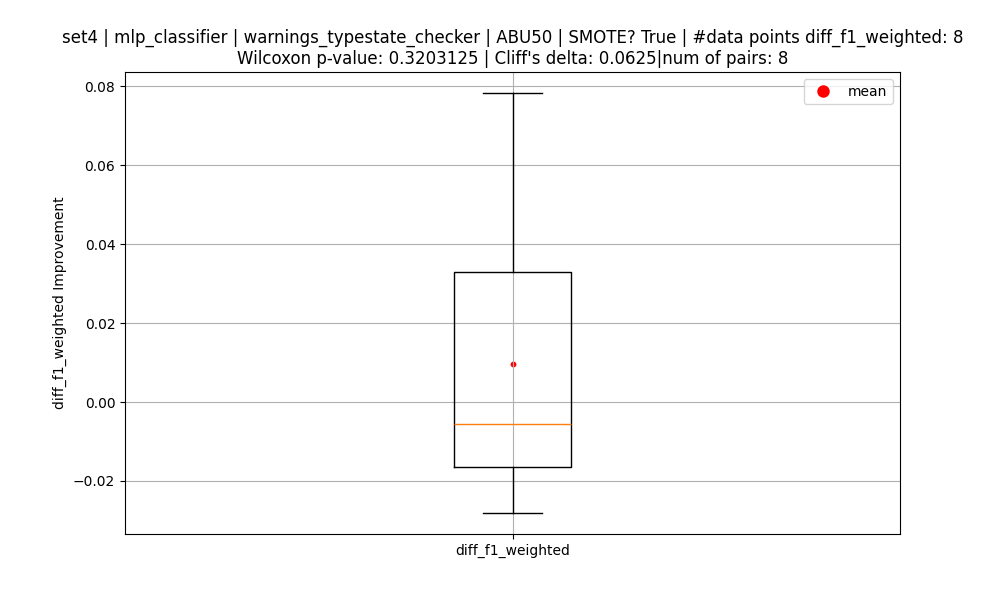 set4 | mlp_classifier | warnings_typestate_checker | ABU50 | SMOTE? True | #data points diff_f1_weighted: 8
Wilcoxon p-value: 0.3203125 | Cliff's delta: 0.0625|num of pairs: 8
mean
0.08
0.06
0.04
0.02
0.00
−0.02
diff_f1_weighted Improvement
diff_f1_weighted